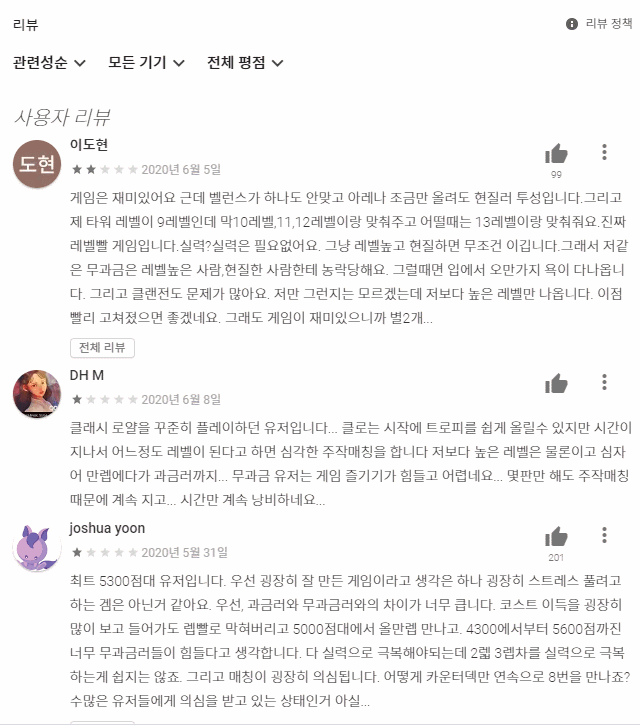 리뷰
리뷰 정책
관련성순 모든 기기 전체 평점
사용자 리뷰
도현
이도현
2020년 6월 5일
99
게임은 재미있어요 근데 벨런스가 하나도 안맞고 아레나 조금만 올려도 현질러 투성입니다.그리고
제 타워 레벨이 9레벨인데 막10레벨,11,12레벨이랑 맞춰주고 어떨때는 13레벨이랑 맞춰줘요.진짜
레벨빨 게임입니다.실력?실력은 필요없어요. 그냥 레벨높고 현질하면 무조건 이깁니다.그래서 저같
은 무과금은 레벨높은 사람,현질한 사람한테 농락당해요. 그럴때면 입에서 오만가지 욕이 다나옵니
다. 그리고 클랜전도 문제가 많아요. 저만 그런지는 모르겠는데 저보다 높은 레벨만 나옵니다. 이점
빨리 고쳐졌으면 좋겠네요. 그래도 게임이 재미있으니까 별2개...
전체 리뷰
DH M
2020년 6월 8일
클래시 로얄을 꾸준히 플레이하던 유저입니다... 클로는 시작에 트로피를 쉽게 올릴수 있지만 시간이
지나서 어느정도 레벨이 된다고 하면 심각한 주작매칭을 합니다 저보다 높은 레벨은 물론이고 심지
어 만렙에다가 과금러까지... 무과금 유저는 게임 즐기기가 힘들고 어렵네요... 몇판만 해도 주작매칭
때문에 계속 지고... 시간만 계속 낭비하네요...
joshua yoon
2020년 5월 31일
201
최트 5300점대 유저입니다. 우선 굉장히 잘 만든 게임이라고 생각은 하나 굉장히 스트레스 풀려고
하는 겜은 아닌거 같아요. 우선, 과금러와 무과금러와의 차이가 너무 큽니다. 코스트 이득을 굉장히
많이 보고 들어가도 렙빨로 막혀버리고 5000점대에서 올만렙 만나고. 4300에서부터 5600점까진
너무 무과금러들이 힘들다고 생각합니다. 다 실력으로 극복해야되는데 2렙 3렙차를 실력으로 극복
하는게 쉽지는 않죠. 그리고 매칭이 굉장히 의심됩니다. 어떻게 카운터덱만 연속으로 8번을 만나죠?
수많은 유저들에게 의심을 받고 있는 상태인거 아실...